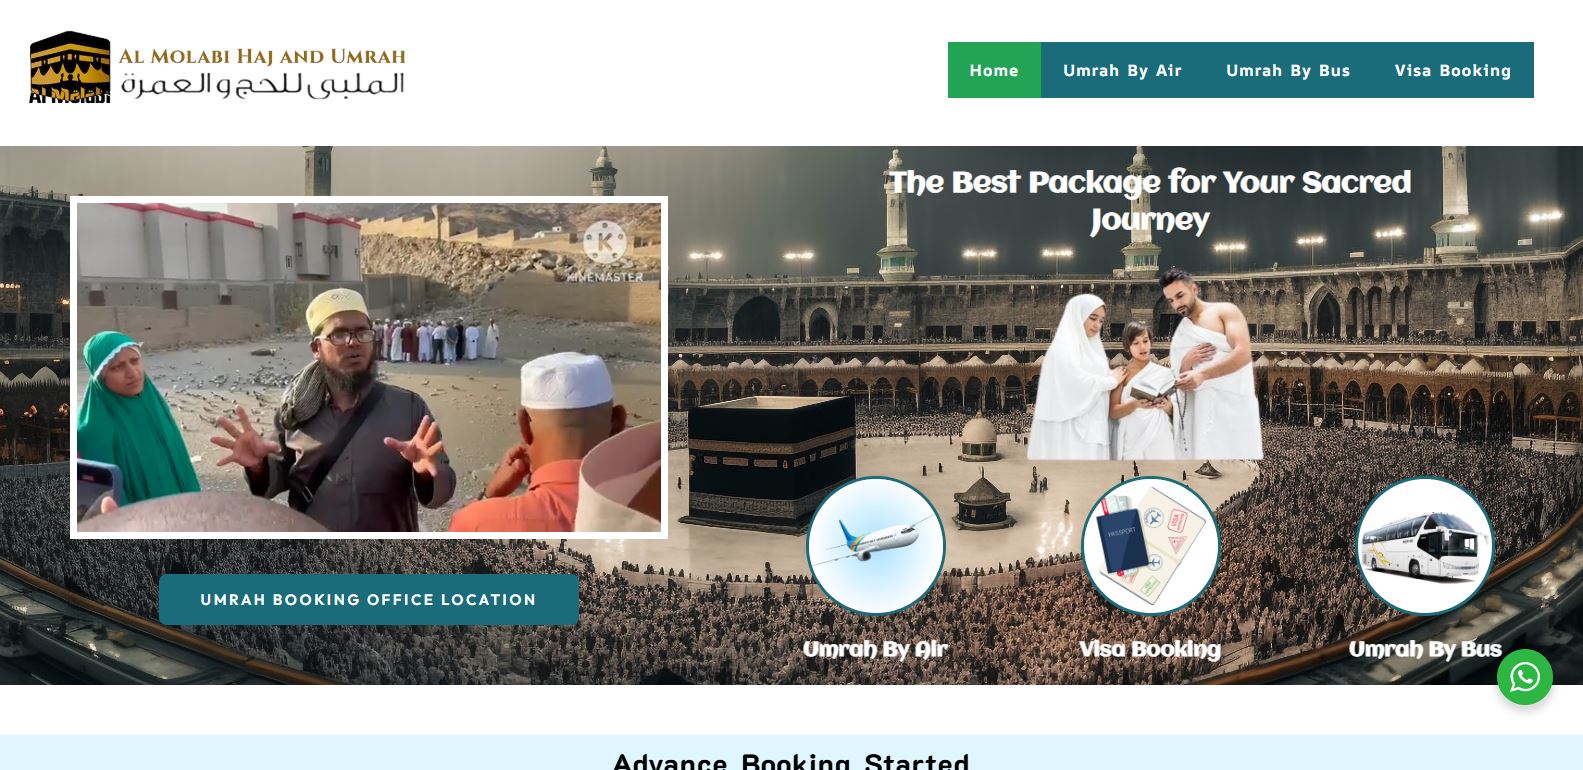 Al Molabi Haj and Umrah
الملبي للحج والعمرة
Al Molabi
Home
Umrah By Air
Umrah By Bus
Visa Booking
The Best Package for Your Sacred
Journey
K
KINEMASTER
PASSPORT
VISA
UMRAH BOOKING OFFICE LOCATION
Umrah By Air
Visa Booking
Umrah By Bus
Advance Booking Started